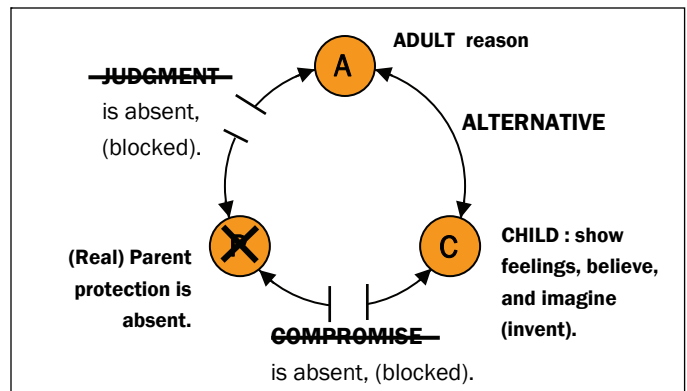 ADULT reason
A
JUDGMENT
is absent,
(blocked).
ALTERNATIVE
P
C
(Real) Parent
protection is
absent.
CHILD : show
feelings, believe,
and imagine
(invent).
COMPROMISE
is absent, (blocked).